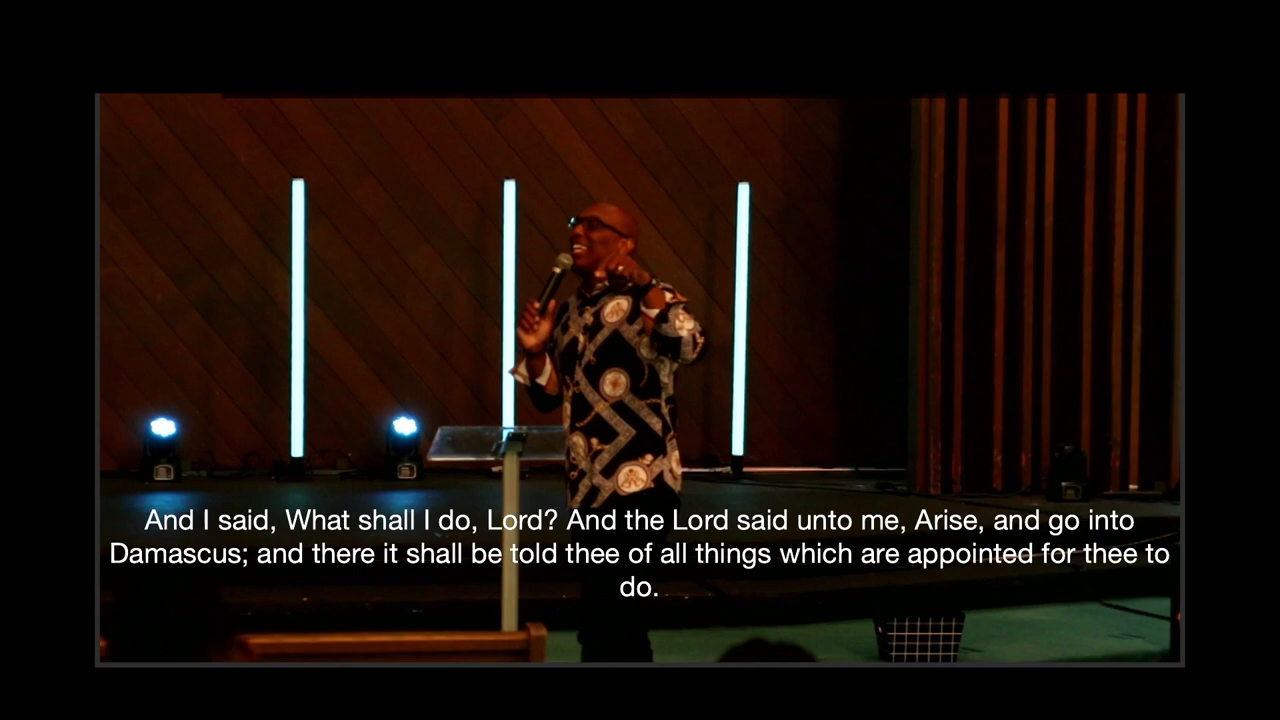 And I said, What shall I do, Lord? And the Lord said unto me, Arise, and go into
Damascus; and there it shall be told thee of all things which are appointed for thee to
do.